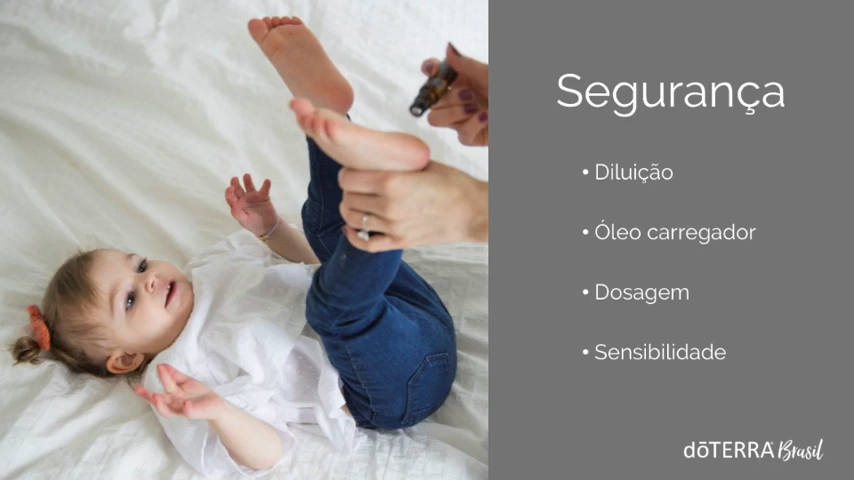 Segurança
• Diluição
• Óleo carregador
• Dosagem
• Sensibilidade
dōTERRA Brasil